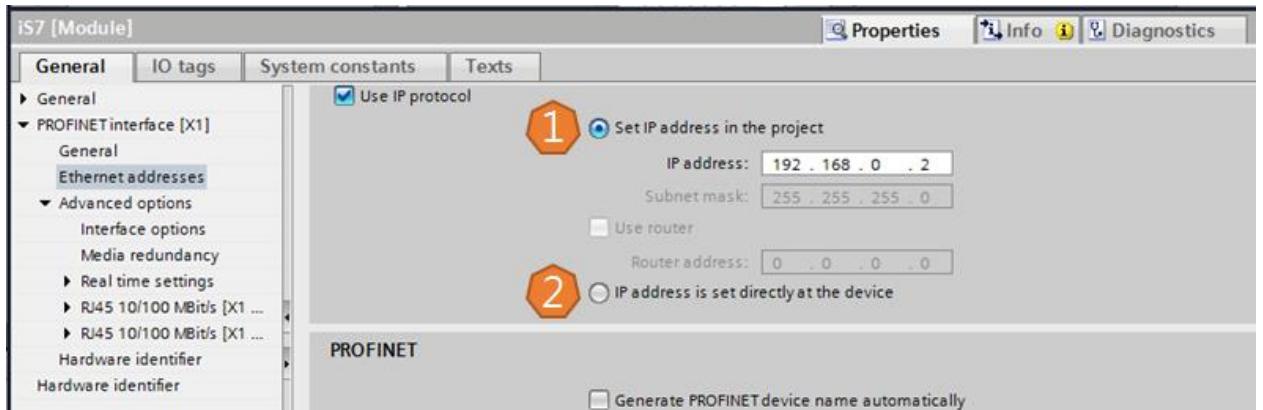 iS7 [Module]
Properties
Info
Diagnostics
General
IO tags
System constants
Texts
General
PROFINET interface [X1]
General
Ethernet addresses
Advanced options
Interface options
Media redundancy
Real time settings
RJ45 10/100 MBit/s [X1 ...
RJ45 10/100 MBit/s [X1 ...
Hardware identifier
Hardware identifier
Use IP protocol
1
Set IP address in the project
IP address: 192 . 168 . 0 . 2
Subnet mask: 255 . 255 . 255 . 0
Use router
Router address: 0 . 0 . 0 . 0
2
IP address is set directly at the device
PROFINET
Generate PROFINET device name automatically